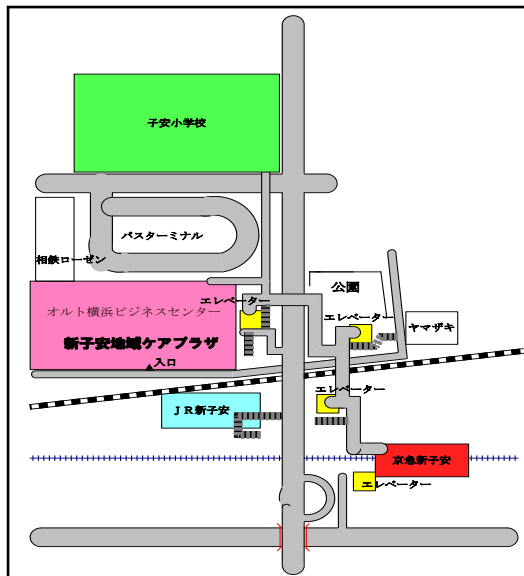 子安小学校
バスターミナル
相鉄ローゼン
エレベーター
公園
オルト横浜ビジネスセンター
エレベーター
ヤマザキ
新子安地域ケアプラザ
入口
エレベーター
ＪＲ新子安
京急新子安
エレベーター